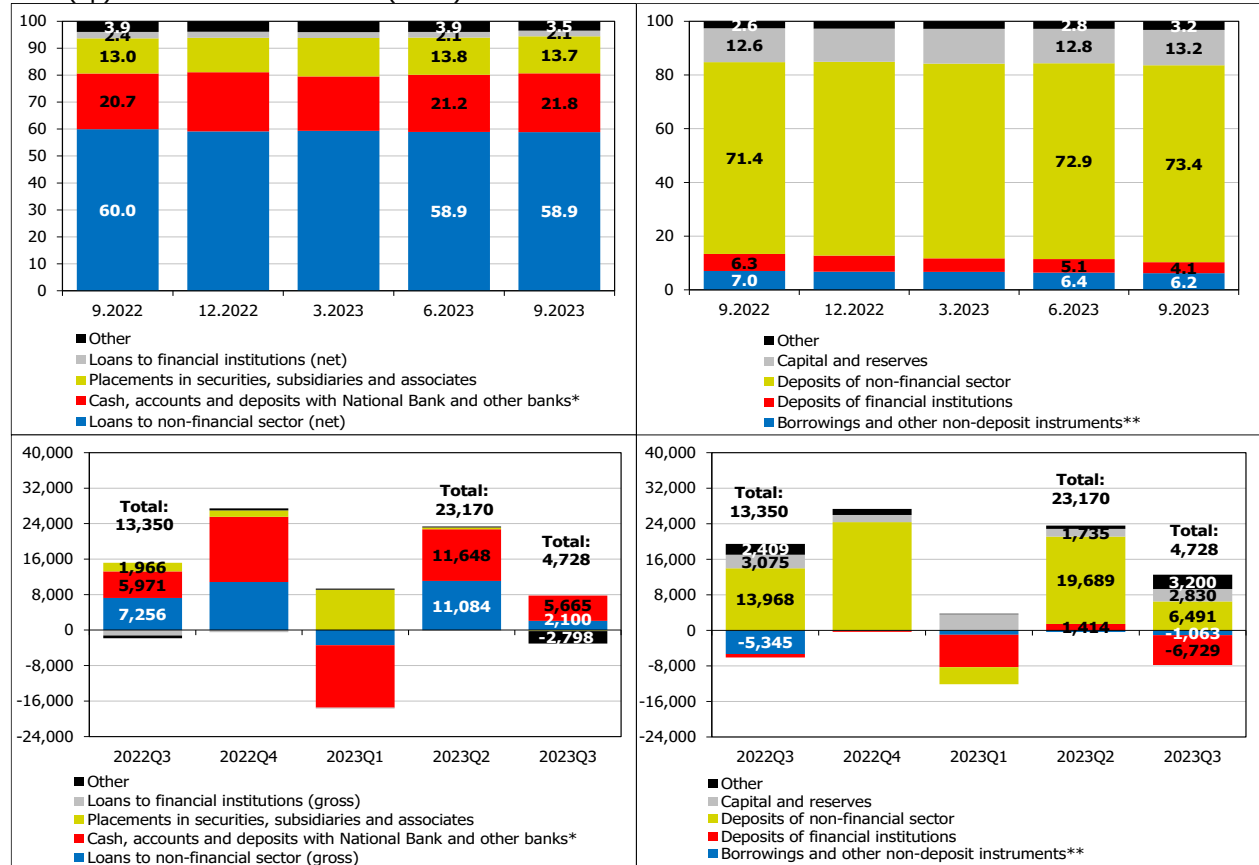 100
90
80
70
60
50
40
30
20
10
0
3.9 3.9 3.5
2.4 2.1 2.1
13.0 13.8 13.7
20.7 21.2 21.8
60.0 58.9 58.9
9.2022 12.2022 3.2023 6.2023 9.2023
Other
Loans to financial institutions (net)
Placements in securities, subsidiaries and associates
Cash, accounts and deposits with National Bank and other banks*
Loans to non-financial sector (net)
100
80
60
40
20
0
2.6 2.8 3.2
12.6 12.8 13.2
71.4 72.9 73.4
6.3 5.1 4.1
7.0 6.4 6.2
9.2022 12.2022 3.2023 6.2023 9.2023
Other
Capital and reserves
Deposits of non-financial sector
Deposits of financial institutions
Borrowings and other non-deposit instruments**
40,000
32,000
24,000
16,000
8,000
0
-8,000
-16,000
-24,000
Total:
13,350
Total:
23,170
Total:
4,728
1,966
5,971 11,648 5,665
7,256 11,084 2,100
-2,798
2022Q3 2022Q4 2023Q1 2023Q2 2023Q3
Other
Loans to financial institutions (gross)
Placements in securities, subsidiaries and associates
Cash, accounts and deposits with National Bank and other banks*
Loans to non-financial sector (gross)
40,000
32,000
24,000
16,000
8,000
0
-8,000
-16,000
-24,000
Total:
13,350
Total:
23,170
Total:
4,728
2,409 3,200
3,075 1,735 2,830
13,968 19,689 6,491
1,414
-5,345 -1,063
-6,729
2022Q3 2022Q4 2023Q1 2023Q2 2023Q3
Other
Capital and reserves
Deposits of non-financial sector
Deposits of financial institutions
Borrowings and other non-deposit instruments**